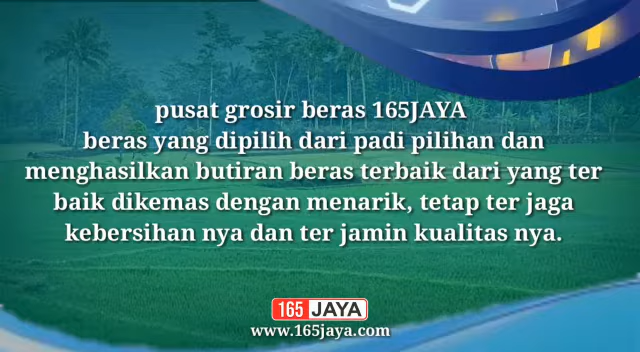 pusat grosir beras 165JAYA
beras yang dipilih dari padi pilihan dan
menghasilkan butiran beras terbaik dari yang ter
baik dikemas dengan menarik, tetap ter jaga
kebersihan nya dan ter jamin kualitas nya.
165 JAYA
www.165jaya.com